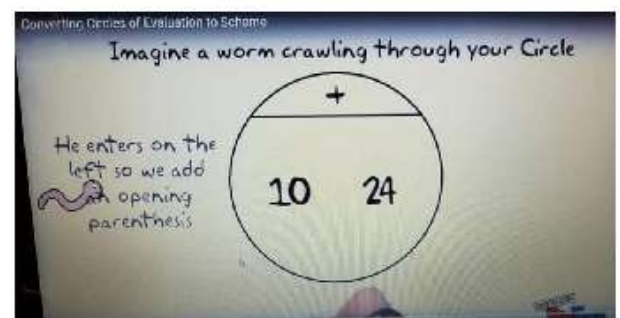 Converting Circles of Evaluation to Scheme
Imagine a worm crawling through your Circle
He enters on the
left so we add
an opening
parenthesis
+
10 24